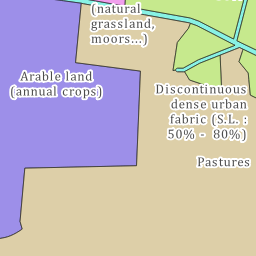 (natural
grassland,
moors...)
Arable land
(annual crops)
Discontinuous
dense urban
fabric (S.L. :
50% - 80%)
Pastures